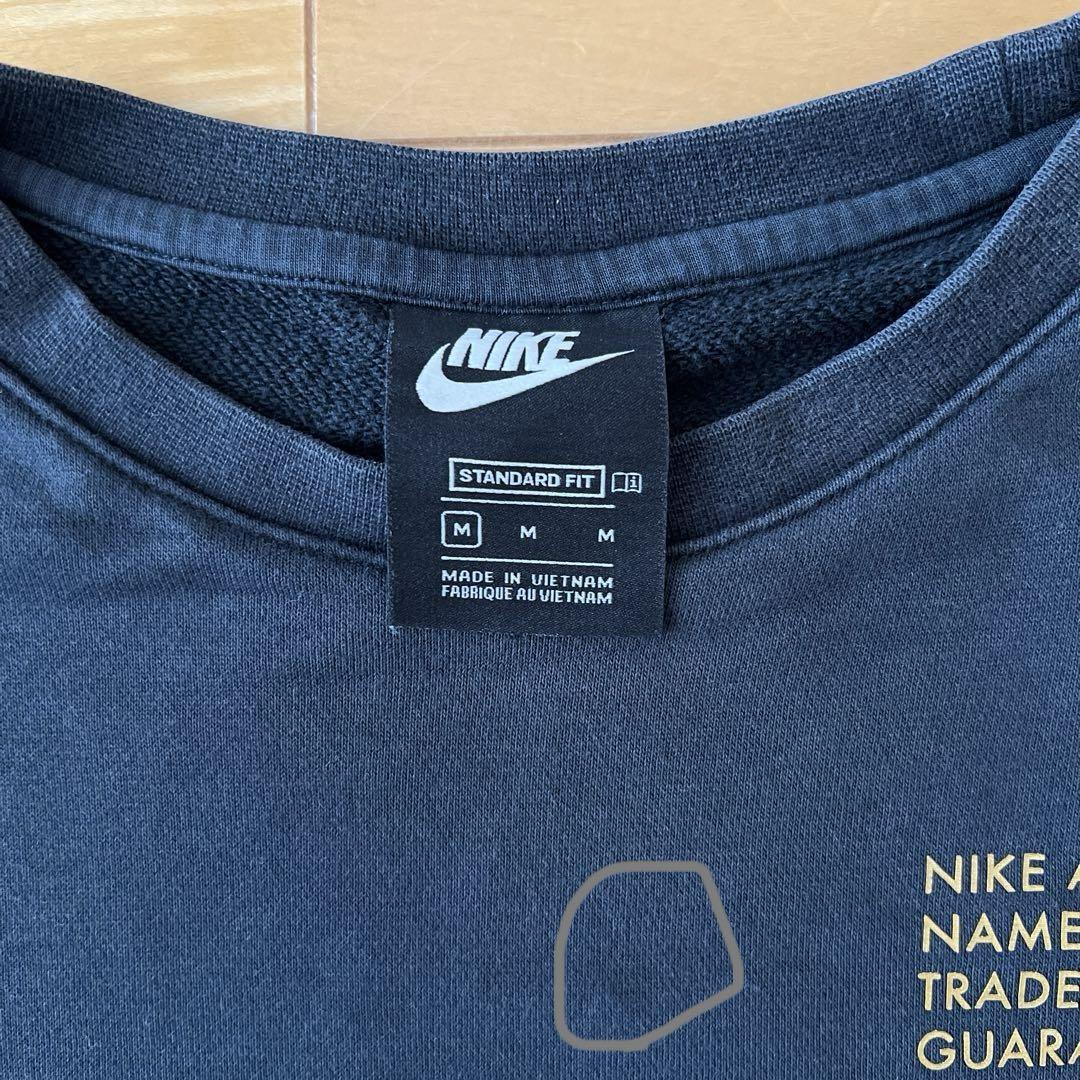 NIKE
STANDARD FIT
M M M
MADE IN VIETNAM
FABRIQUE AU VIETNAM
NIKE
NAME
TRADE
GUARA